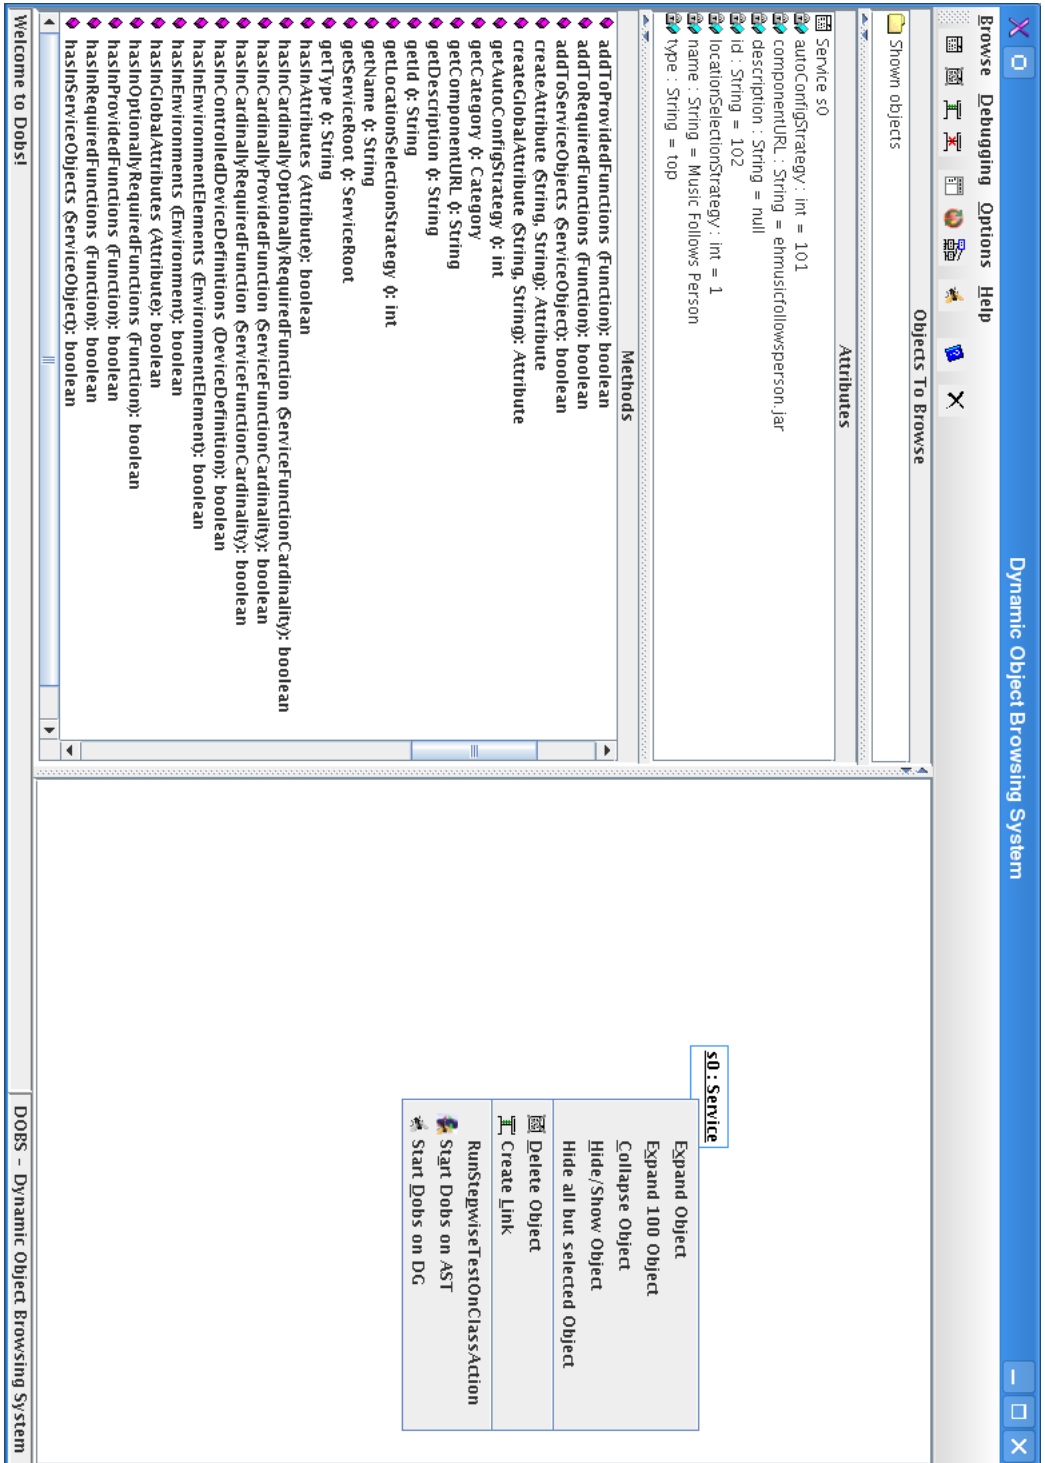 Dynamic Object Browsing System
Browse Debugging Options Help
Objects To Browse
Shown objects
Attributes
Service s0
autoConfigStrategy : int = 101
componentURL : String = ehmusicfollowsperson.jar
description : String = null
id : String = 102
locationSelectionStrategy : int = 1
name : String = Music Follows Person
type : String = top
Methods
addToProvidedFunctions (Function): boolean
addToRequiredFunctions (Function): boolean
addToServiceObjects (ServiceObject): boolean
createAttribute (String, String): Attribute
createGlobalAttribute (String, String): Attribute
getAutoConfigStrategy (): int
getCategory (): Category
getComponentURL (): String
getDescription (): String
getId (): String
getLocationSelectionStrategy (): int
getName (): String
getServiceRoot (): ServiceRoot
getType (): String
hasInAttributes (Attribute): boolean
hasInCardinallyOptionallyRequiredFunction (ServiceFunctionCardinality): boolean
hasInCardinallyProvidedFunction (ServiceFunctionCardinality): boolean
hasInCardinallyRequiredFunction (ServiceFunctionCardinality): boolean
hasInControlledDeviceDefinitions (DeviceDefinition): boolean
hasInEnvironmentElements (EnvironmentElement): boolean
hasInEnvironments (Environment): boolean
hasInGlobalAttributes (Attribute): boolean
hasInOptionallyRequiredFunctions (Function): boolean
hasInProvidedFunctions (Function): boolean
hasInRequiredFunctions (Function): boolean
hasInServiceObjects (ServiceObject): boolean
s0 : Service
Expand Object
Expand 100 Object
Collapse Object
Hide/Show Object
Hide all but selected Object
Delete Object
Create Link
RunStepwiseTestOnClassAction
Start Dobs on AST
Start Dobs on DG
Welcome to Dobs!
DOBS - Dynamic Object Browsing System